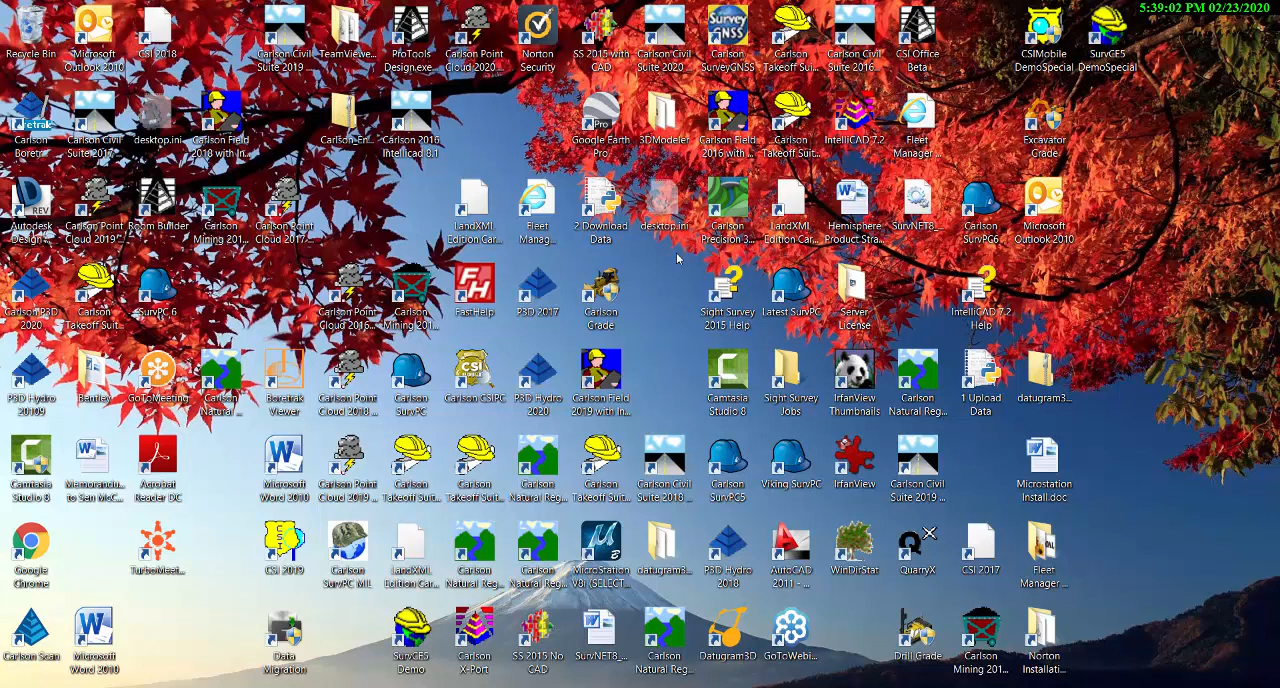 5:39:02 PM 02/23/2020
Recycle Bin
Microsoft
Outlook 2010
CSI 2018
Carlson Civil
Suite 2019
TeamViewe...
ProTools
Design.exe
Carlson Point
Cloud 2020...
Norton
Security
SS 2015 with
CAD
Carlson Civil
Suite 2020...
Carlson
SurveyGNSS
Carlson
Takeoff Sui...
Carlson Civil
Suite 2016...
CSI Office
Beta
CSIMobile
DemoSpecial
SurvCE5
DemoSpecial
Carlson
Boretr...
Carlson Civil
Suite 2017...
desktop.ini
Carlson Field
2018 with In...
Carlson_En...
Carlson 2016
Intellicad 8.1
Google Earth
Pro
3DModeler
Carlson Field
2016 with ...
Carlson
Takeoff Suit...
IntelliCAD 7.2
Fleet
Manager ...
Excavator
Grade
Autodesk
Design ...
Carlson Point
Cloud 2019...
Room Builder
Carlson
Mining 201...
Carlson Point
Cloud 2017...
LandXML
Edition Car...
Fleet
Manag...
2 Download
Data
desktop.ini
Carlson
Precision 3...
LandXML
Edition Car...
Hemisphere
Product Stra...
SurvNET8_...
Carlson
SurvPG6
Microsoft
Outlook 2010
Carlson P3D
2020
Carlson
Takeoff Suit...
SurvPC 6
Carlson Point
Cloud 2016...
Carlson
Mining 201...
FastHelp
P3D 2017
Carlson
Grade
Sight Survey
2015 Help
Latest SurvPC
Server
License
IntelliCAD 7.2
Help
P3D Hydro
20109
Bentley
GoToMeeting
Carlson
Natural ...
Boretrak
Viewer
Carlson Point
Cloud 2018 ...
Carlson
SurvPC
Carlson CSIPC
P3D Hydro
2020
Carlson Field
2019 with In...
Camtasia
Studio 8
Sight Survey
Jobs
IrfanView
Thumbnails
Carlson
Natural Reg...
1 Upload
Data
datugram3...
Camtasia
Studio 8
Memorandu...
to Sen McC...
Acrobat
Reader DC
Microsoft
Word 2010
Carlson Point
Cloud 2019 ...
Carlson
Takeoff Suit...
Carlson
Takeoff Suit...
Carlson
Natural Reg...
Carlson
Takeoff Suit...
Carlson Civil
Suite 2018 ...
Carlson
SurvPG5
Viking SurvPC
IrfanView
Carlson Civil
Suite 2019 ...
Microstation
Install.doc
Google
Chrome
TurboMeet...
CSI 2019
Carlson
SurvPC MIL
LandXML
Edition Car...
Carlson
Natural Reg...
Carlson
Natural Reg...
MicroStation
V8i (SELECT...
datugram3...
P3D Hydro
2018
AutoCAD
2011 - ...
WinDirStat
QuarryX
CSI 2017
Fleet
Manager ...
Carlson Scan
Microsoft
Word 2010
Data
Migration
SurvCE5
Demo
Carlson
X-Port
SS 2015 No
CAD
SurvNET8_...
Carlson
Natural Reg...
Datugram3D
GoToWebi...
Drill Grade
Carlson
Mining 201...
Norton
Installati...